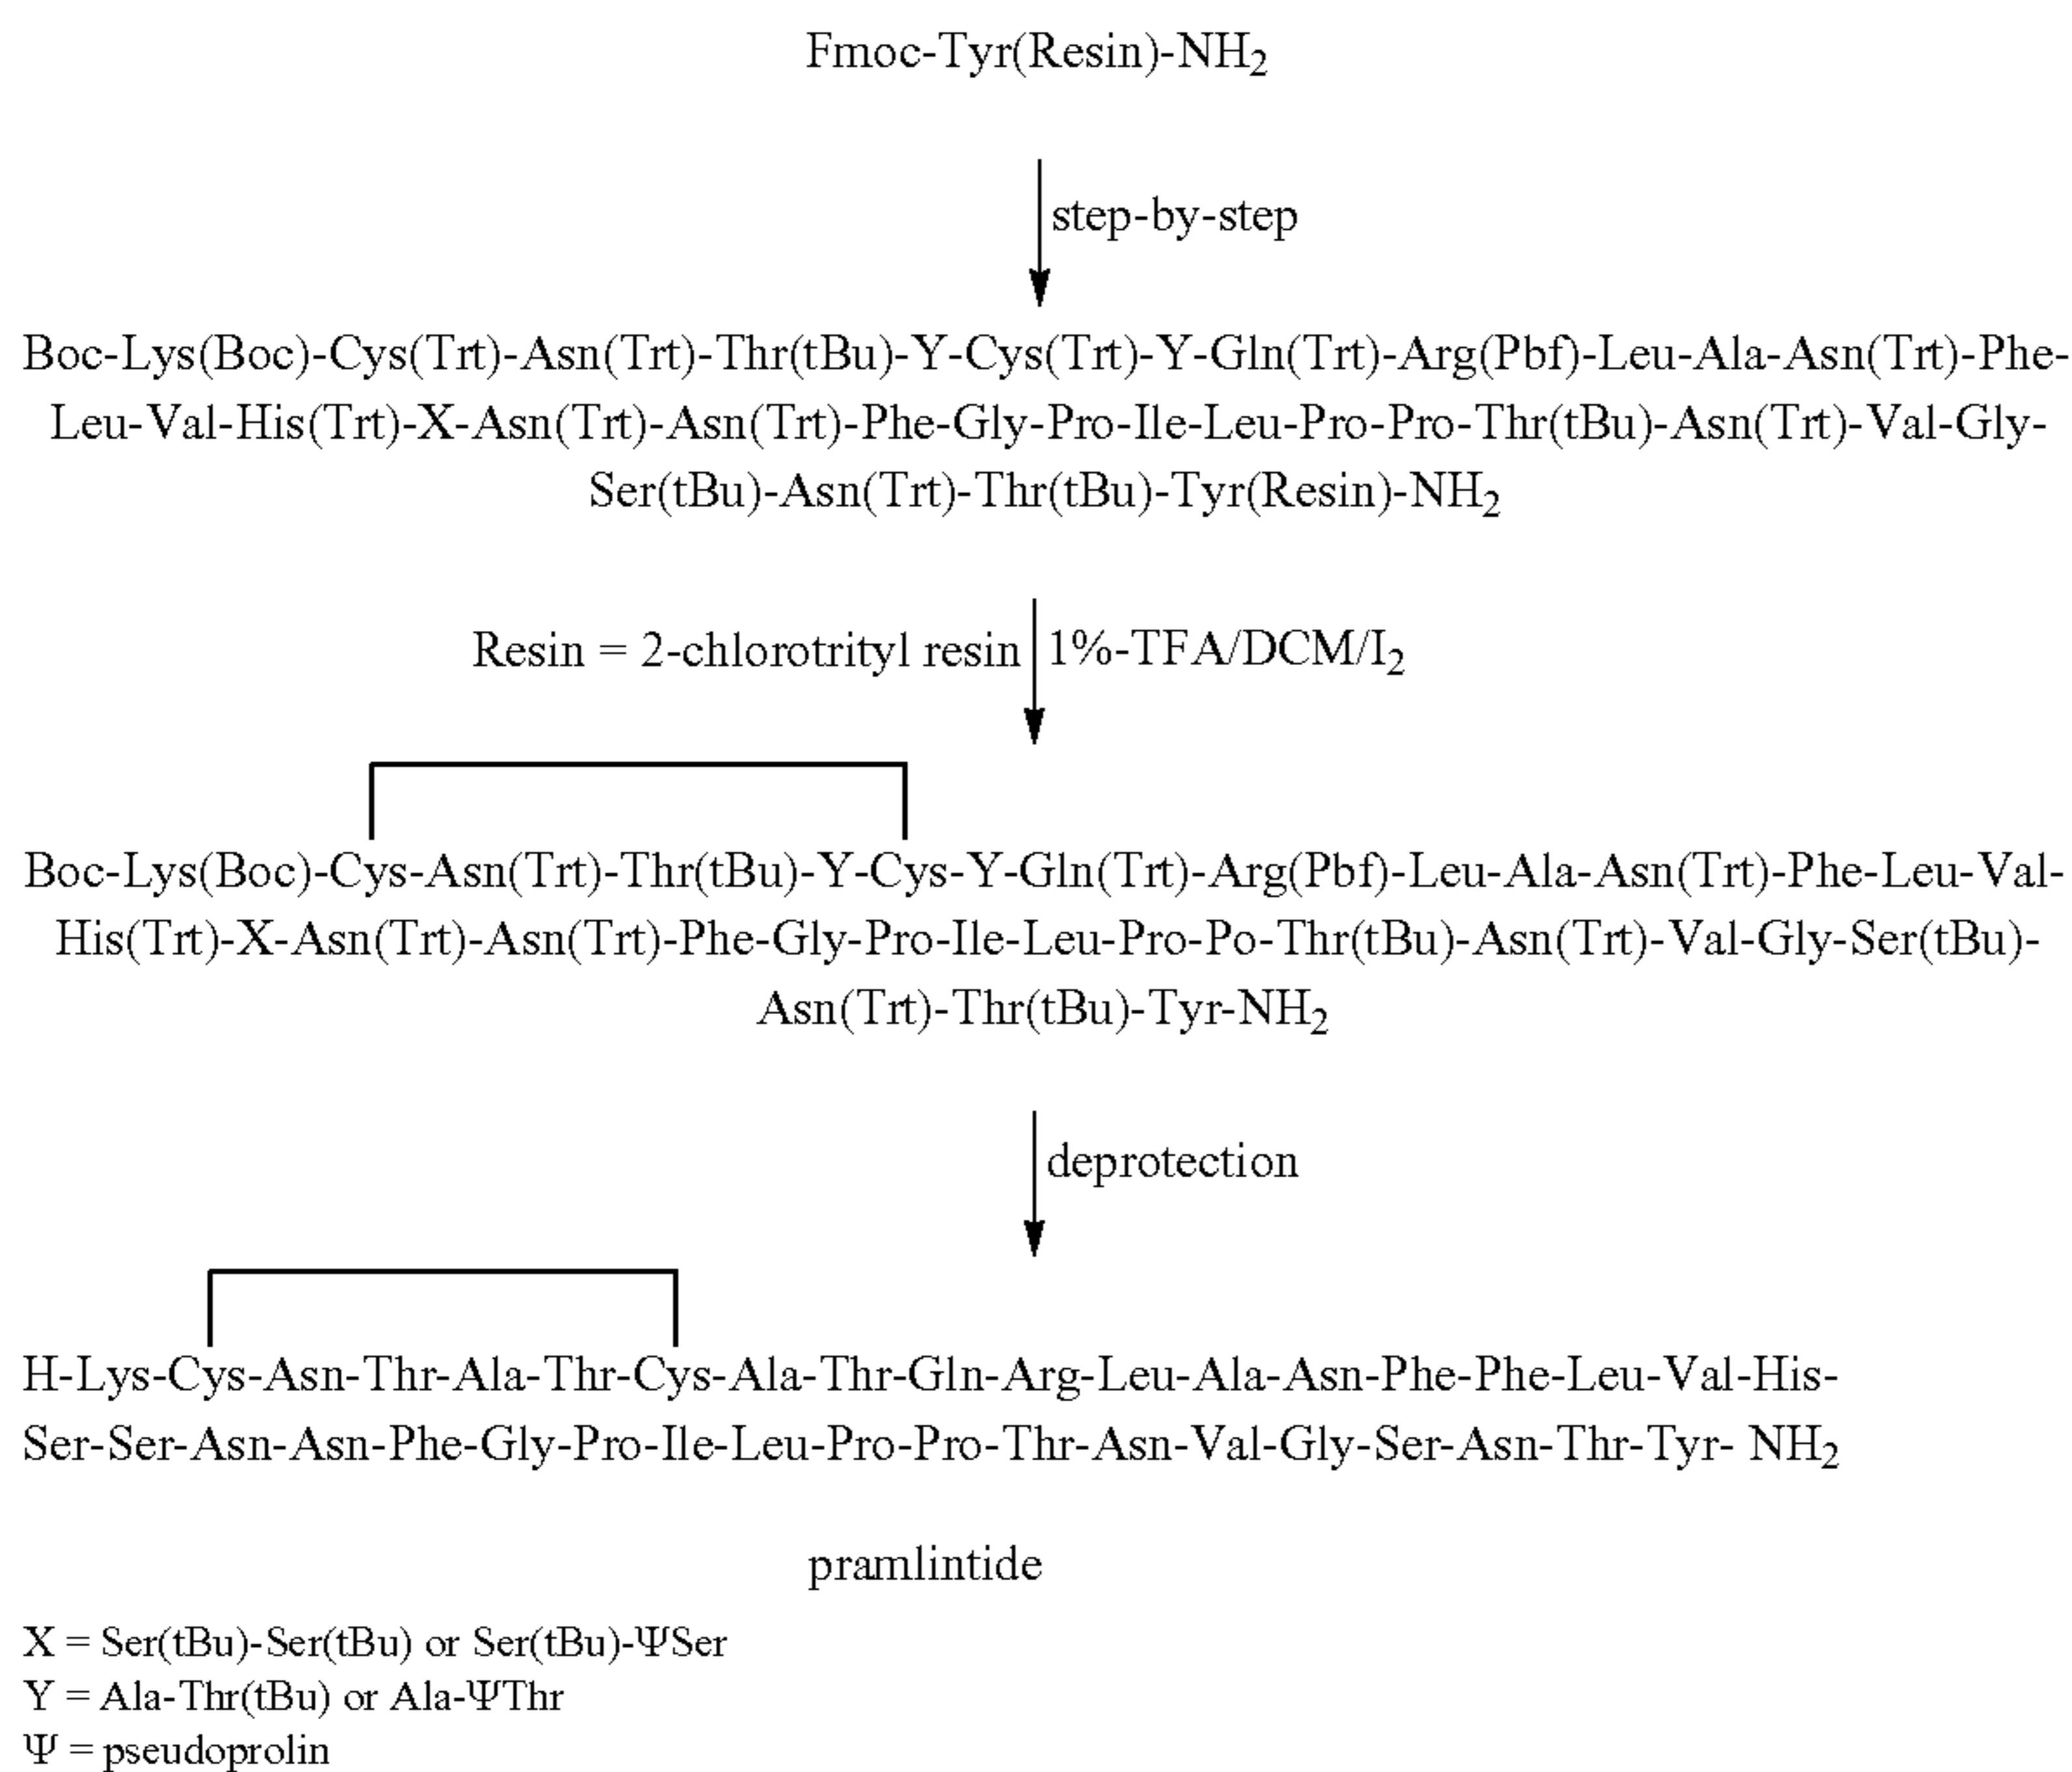 Fmoc-Tyr(Resin)-NH₂
step-by-step
Boc-Lys(Boc)-Cys(Trt)-Asn(Trt)-Thr(tBu)-Y-Cys(Trt)-Y-Gln(Trt)-Arg(Pbf)-Leu-Ala-Asn(Trt)-Phe-
Leu-Val-His(Trt)-X-Asn(Trt)-Asn(Trt)-Phe-Gly-Pro-Ile-Leu-Pro-Pro-Thr(tBu)-Asn(Trt)-Val-Gly-
Ser(tBu)-Asn(Trt)-Thr(tBu)-Tyr(Resin)-NH₂
Resin = 2-chlorotrityl resin 1%-TFA/DCM/I₂
Boc-Lys(Boc)-Cys-Asn(Trt)-Thr(tBu)-Y-Cys-Y-Gln(Trt)-Arg(Pbf)-Leu-Ala-Asn(Trt)-Phe-Leu-Val-
His(Trt)-X-Asn(Trt)-Asn(Trt)-Phe-Gly-Pro-Ile-Leu-Pro-Po-Thr(tBu)-Asn(Trt)-Val-Gly-Ser(tBu)-
Asn(Trt)-Thr(tBu)-Tyr-NH₂
deprotection
H-Lys-Cys-Asn-Thr-Ala-Thr-Cys-Ala-Thr-Gln-Arg-Leu-Ala-Asn-Phe-Phe-Leu-Val-His-
Ser-Ser-Asn-Asn-Phe-Gly-Pro-Ile-Leu-Pro-Pro-Thr-Asn-Val-Gly-Ser-Asn-Thr-Tyr- NH₂
pramlintide
X = Ser(tBu)-Ser(tBu) or Ser(tBu)-ΨSer
Y = Ala-Thr(tBu) or Ala-ΨThr
Ψ = pseudoprolin